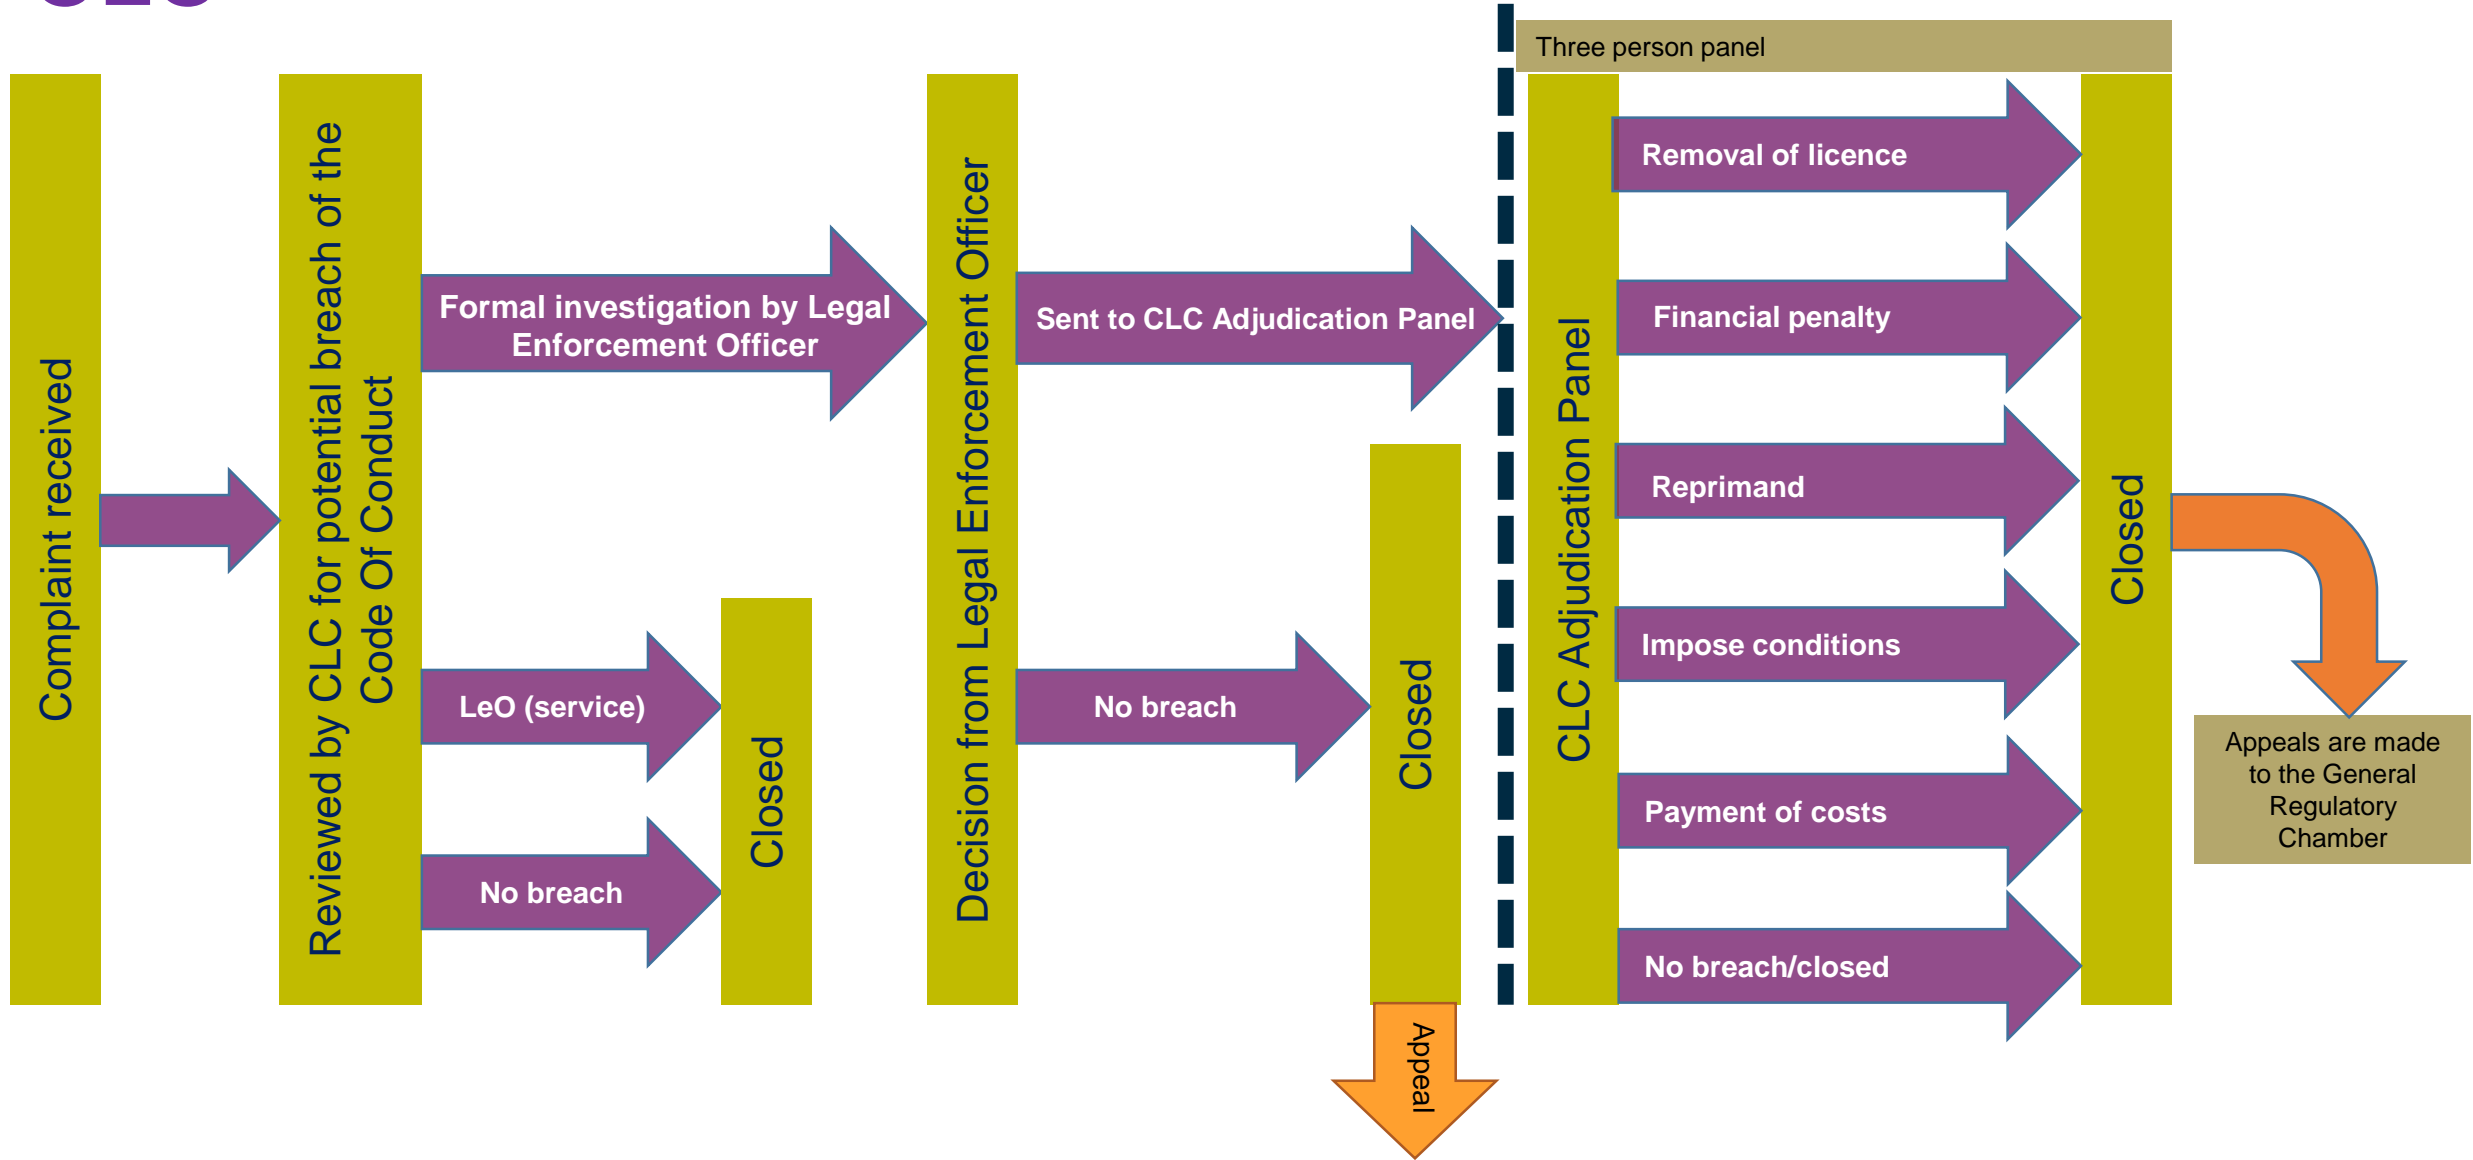 CLC
Three person panel
Complaint received
Reviewed by CLC for potential breach of the
Code Of Conduct
Formal investigation by Legal
Enforcement Officer
LeO (service)
No breach
Closed
Decision from Legal Enforcement Officer
Sent to CLC Adjudication Panel
No breach
Closed
Appeal
CLC Adjudication Panel
Removal of licence
Financial penalty
Reprimand
Impose conditions
Payment of costs
No breach/closed
Closed
Appeals are made
to the General
Regulatory
Chamber